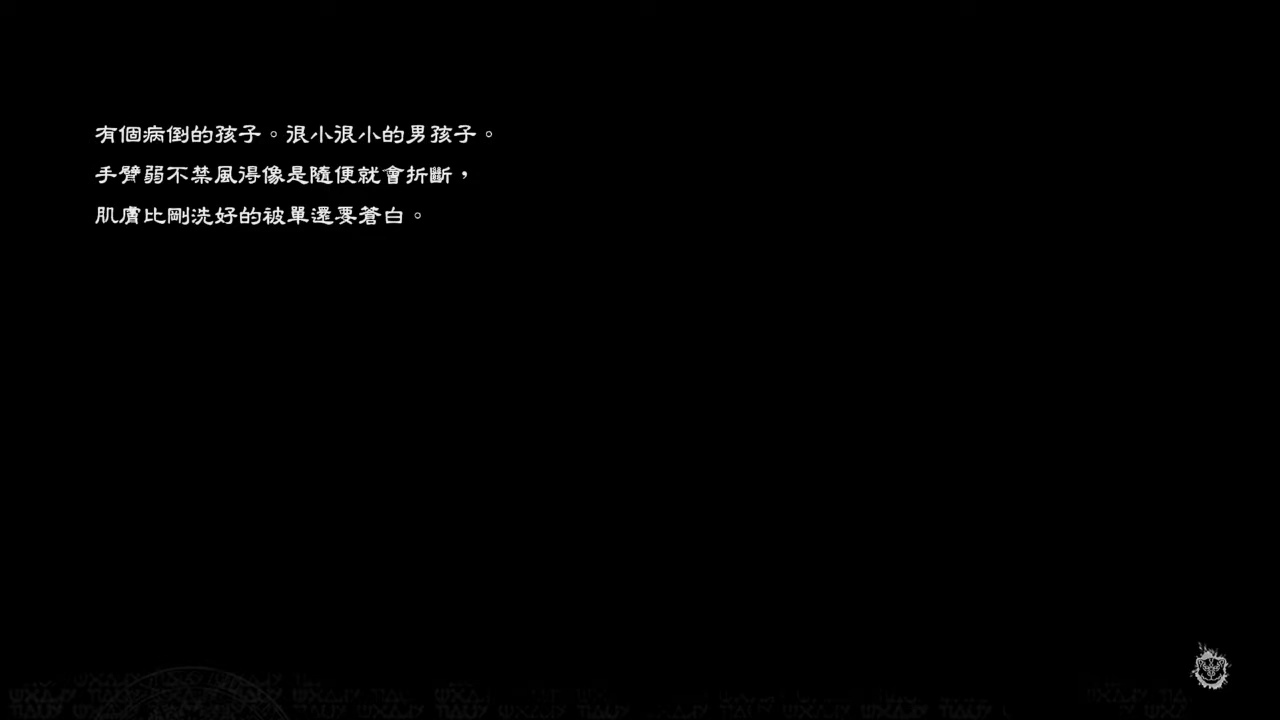 有個病倒的孩子。很小很小的男孩子。
手臂弱不禁風得像是隨便就會折斷，
肌膚比剛洗好的被單還要蒼白。